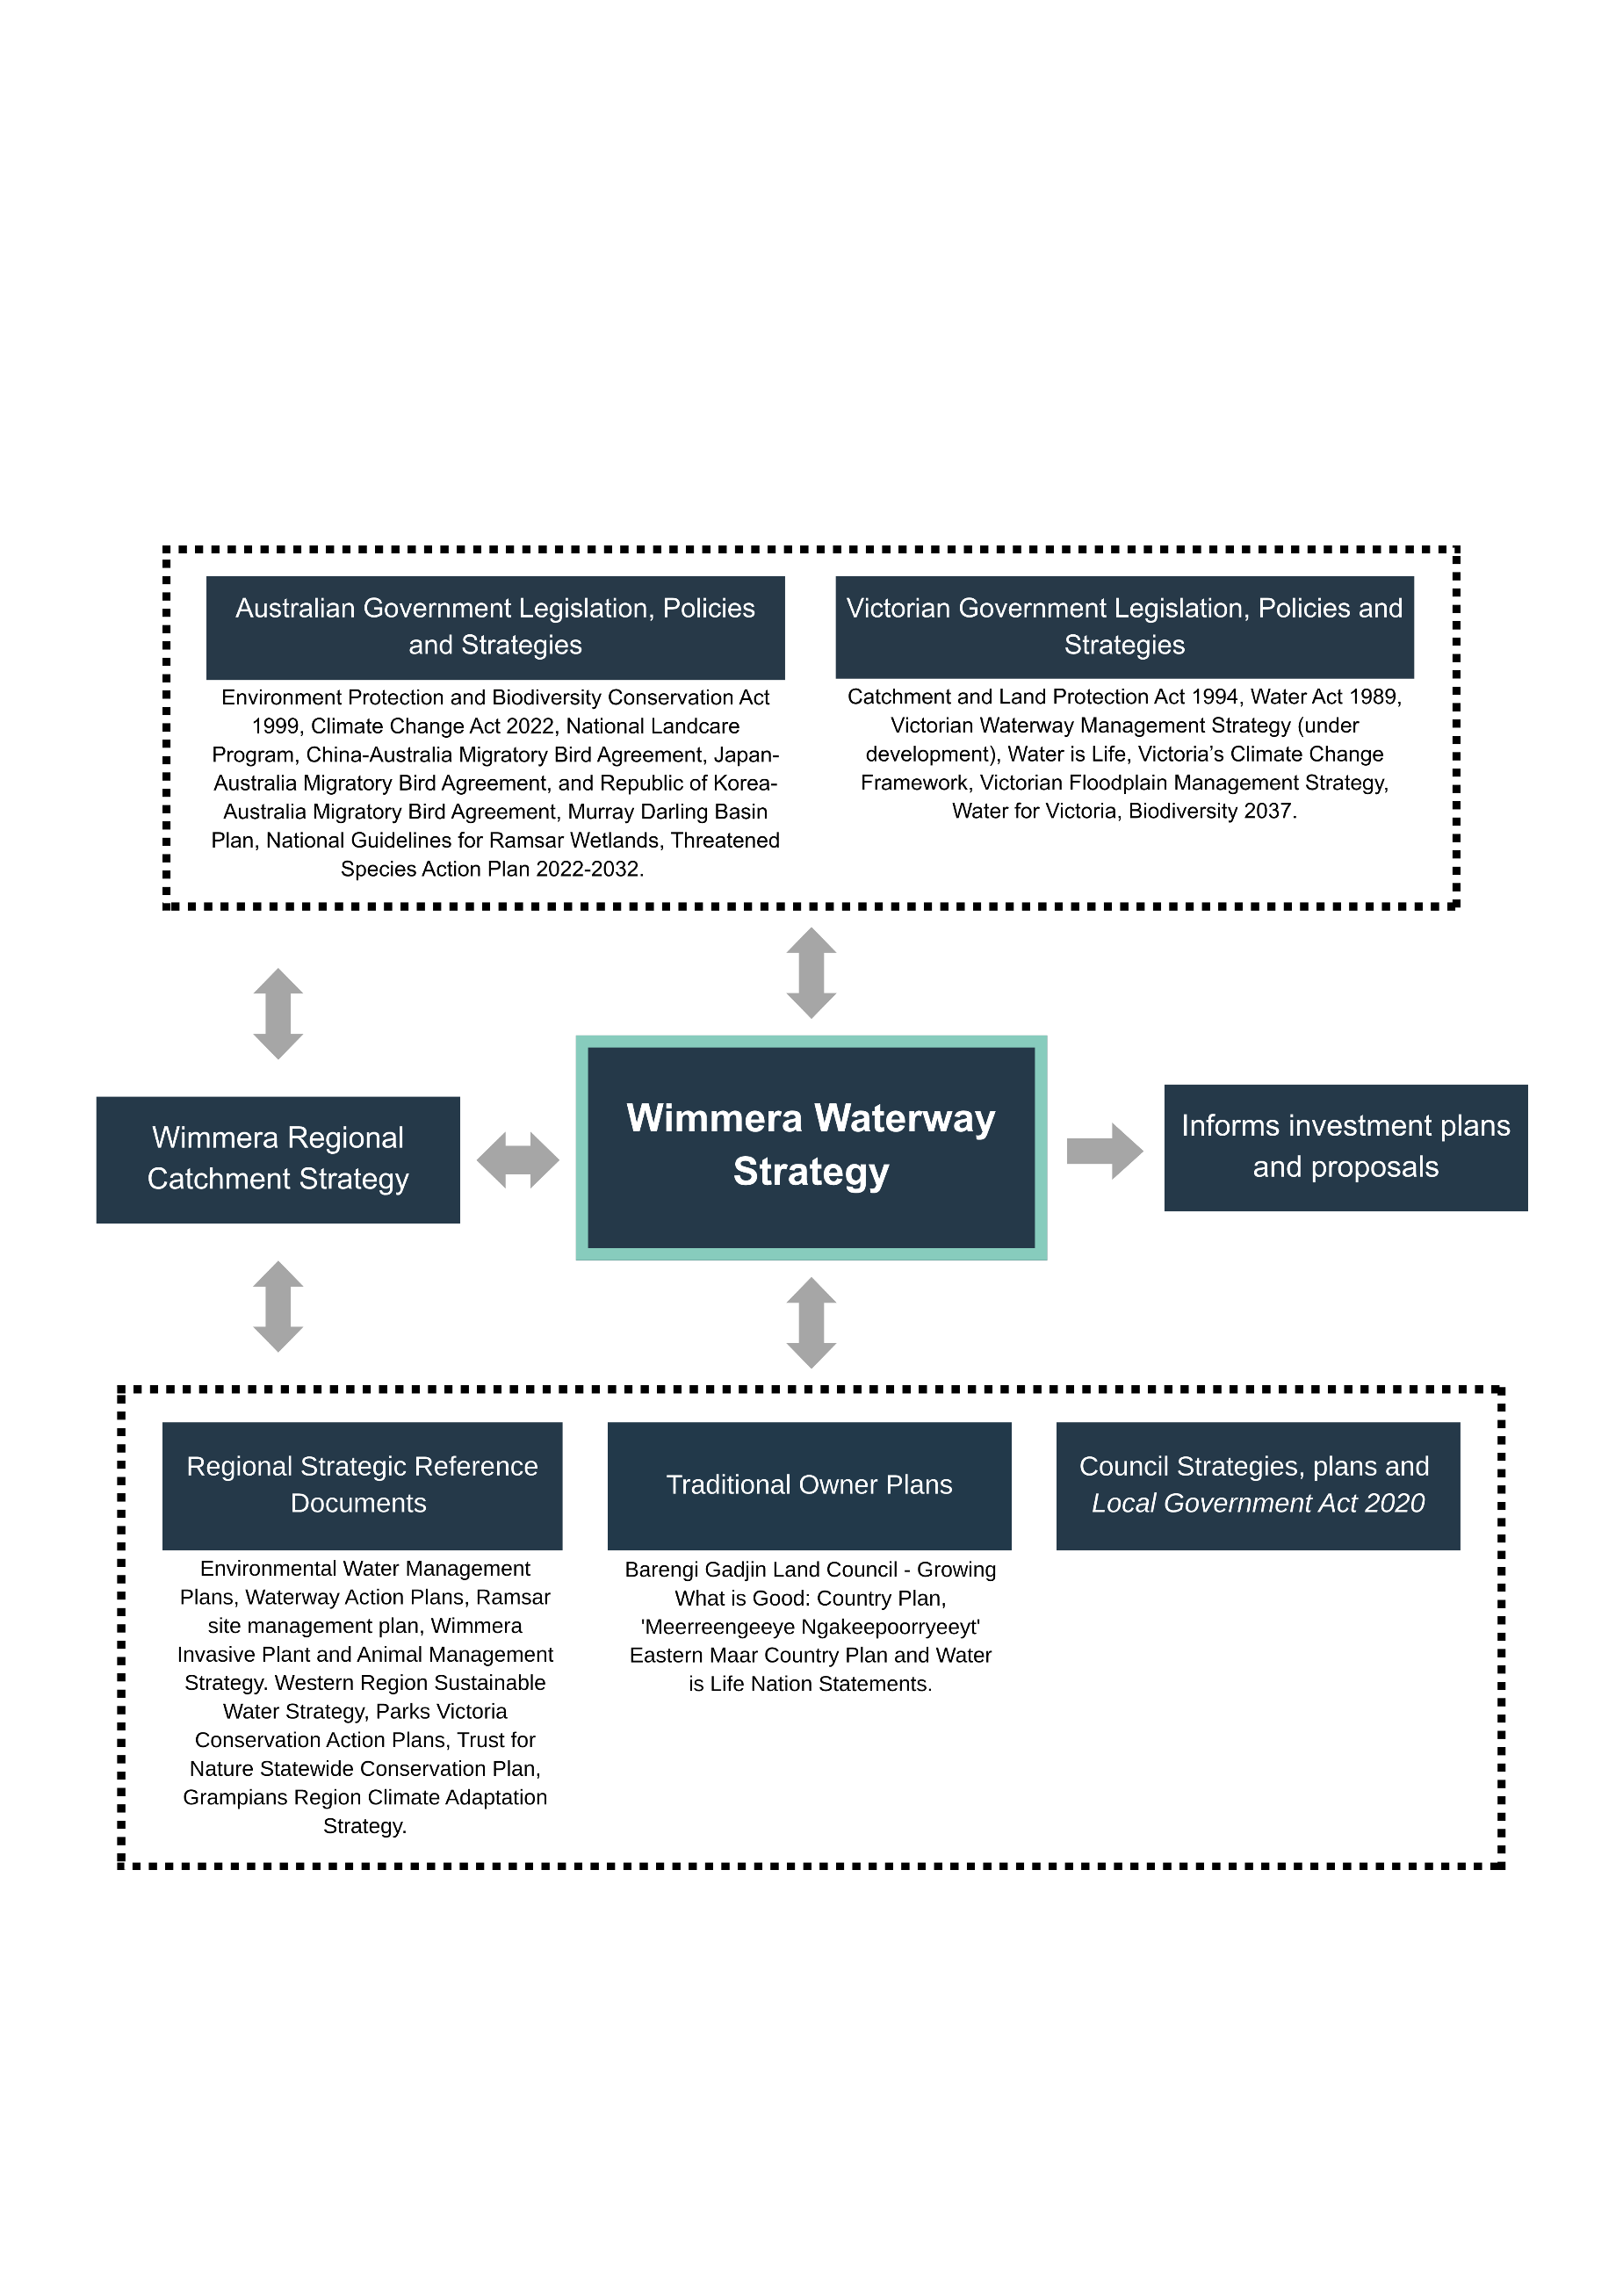 Australian Government Legislation, Policies
and Strategies
Environment Protection and Biodiversity Conservation Act
1999, Climate Change Act 2022, National Landcare
Program, China-Australia Migratory Bird Agreement, Japan-
Australia Migratory Bird Agreement, and Republic of Korea-
Australia Migratory Bird Agreement, Murray Darling Basin
Plan, National Guidelines for Ramsar Wetlands, Threatened
Species Action Plan 2022-2032.
Victorian Government Legislation, Policies and
Strategies
Catchment and Land Protection Act 1994, Water Act 1989,
Victorian Waterway Management Strategy (under
development), Water is Life, Victoria’s Climate Change
Framework, Victorian Floodplain Management Strategy,
Water for Victoria, Biodiversity 2037.
Wimmera Regional
Catchment Strategy
Wimmera Waterway
Strategy
Informs investment plans
and proposals
Regional Strategic Reference
Documents
Environmental Water Management
Plans, Waterway Action Plans, Ramsar
site management plan, Wimmera
Invasive Plant and Animal Management
Strategy. Western Region Sustainable
Water Strategy, Parks Victoria
Conservation Action Plans, Trust for
Nature Statewide Conservation Plan,
Grampians Region Climate Adaptation
Strategy.
Traditional Owner Plans
Barengi Gadjin Land Council - Growing
What is Good: Country Plan,
'Meerreengeeye Ngakeepoorryeeyt'
Eastern Maar Country Plan and Water
is Life Nation Statements.
Council Strategies, plans and
Local Government Act 2020